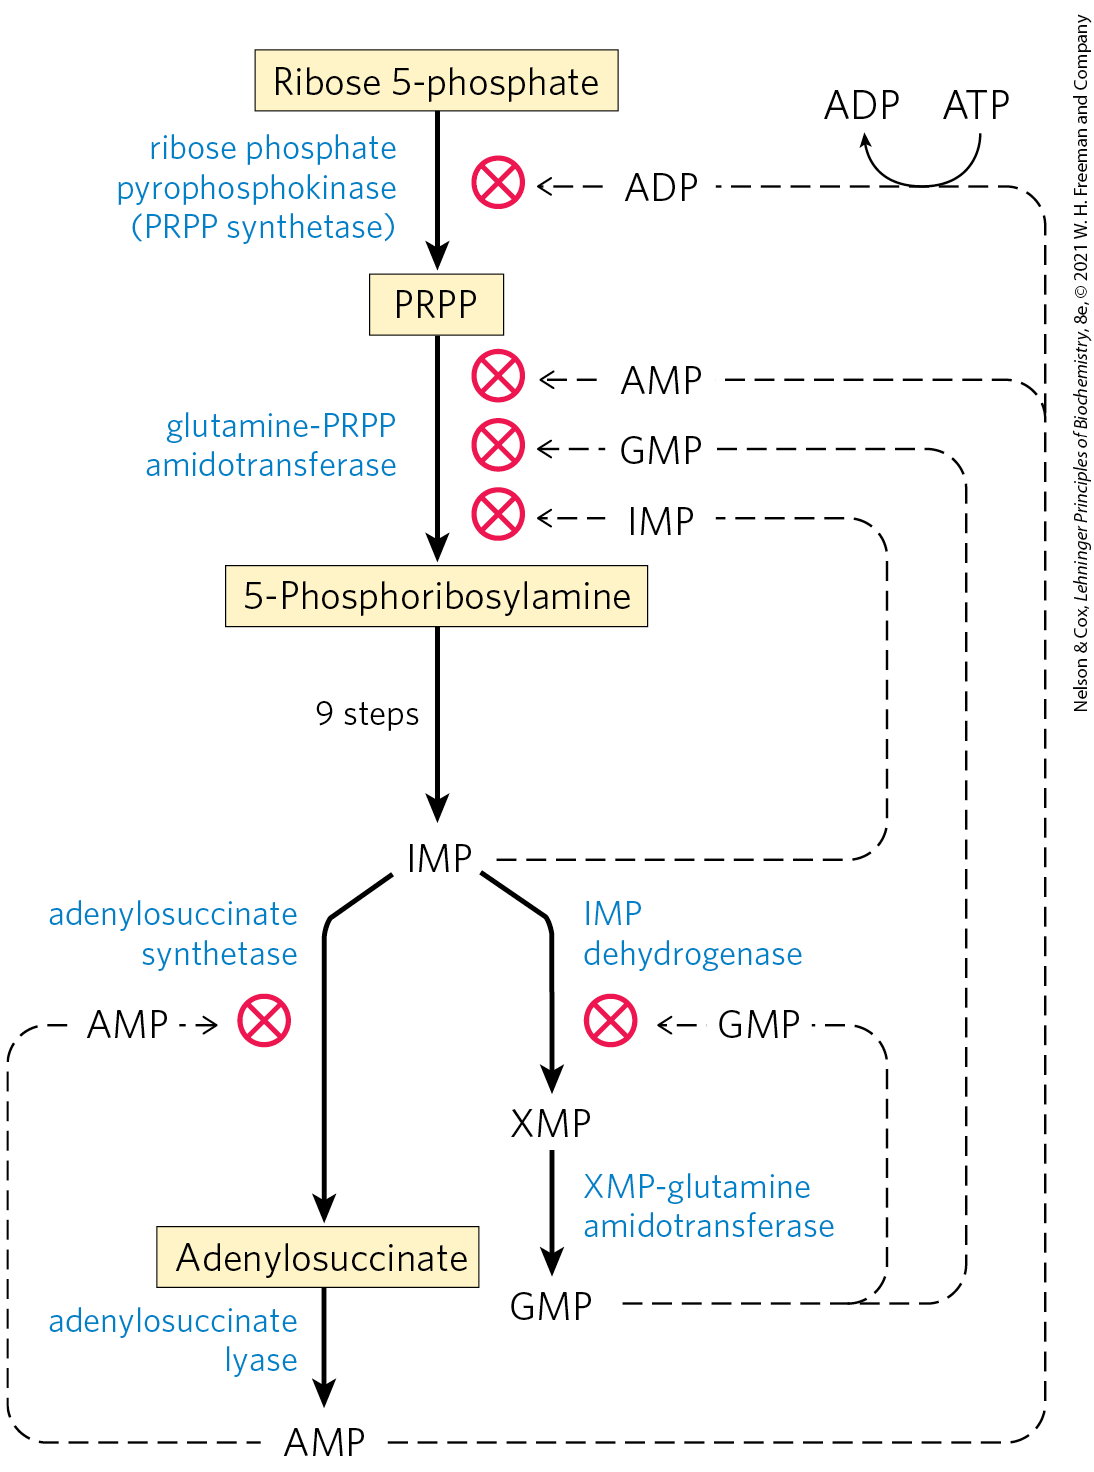 Ribose 5-phosphate
ADP ATP
ribose phosphate
pyrophosphokinase
(PRPP synthetase)
ADP
PRPP
AMP
glutamine-PRPP
amidotransferase
GMP
IMP
5-Phosphoribosylamine
9 steps
IMP
adenylosuccinate
synthetase
IMP
dehydrogenase
AMP
GMP
XMP
XMP-glutamine
amidotransferase
Adenylosuccinate
GMP
adenylosuccinate
lyase
AMP
Nelson & Cox, Lehninger Principles of Biochemistry, 8e, © 2021 W. H. Freeman and Company